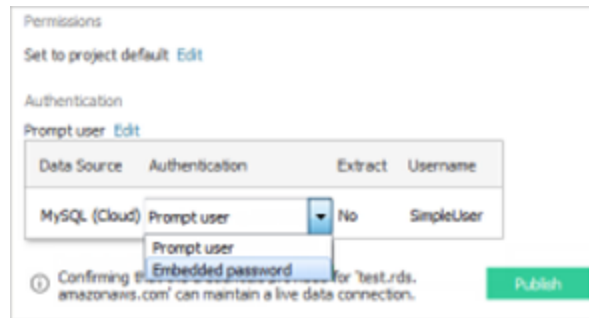 Permissions
Set to project default Edit
Authentication
Prompt user Edit
Data Source Authentication Extract Username
MySQL (Cloud) Prompt user No SimpleUser
Prompt user
Embedded password
Confirming for 'test.rds.
amazonaws.com' can maintain a live data connection.
Publish